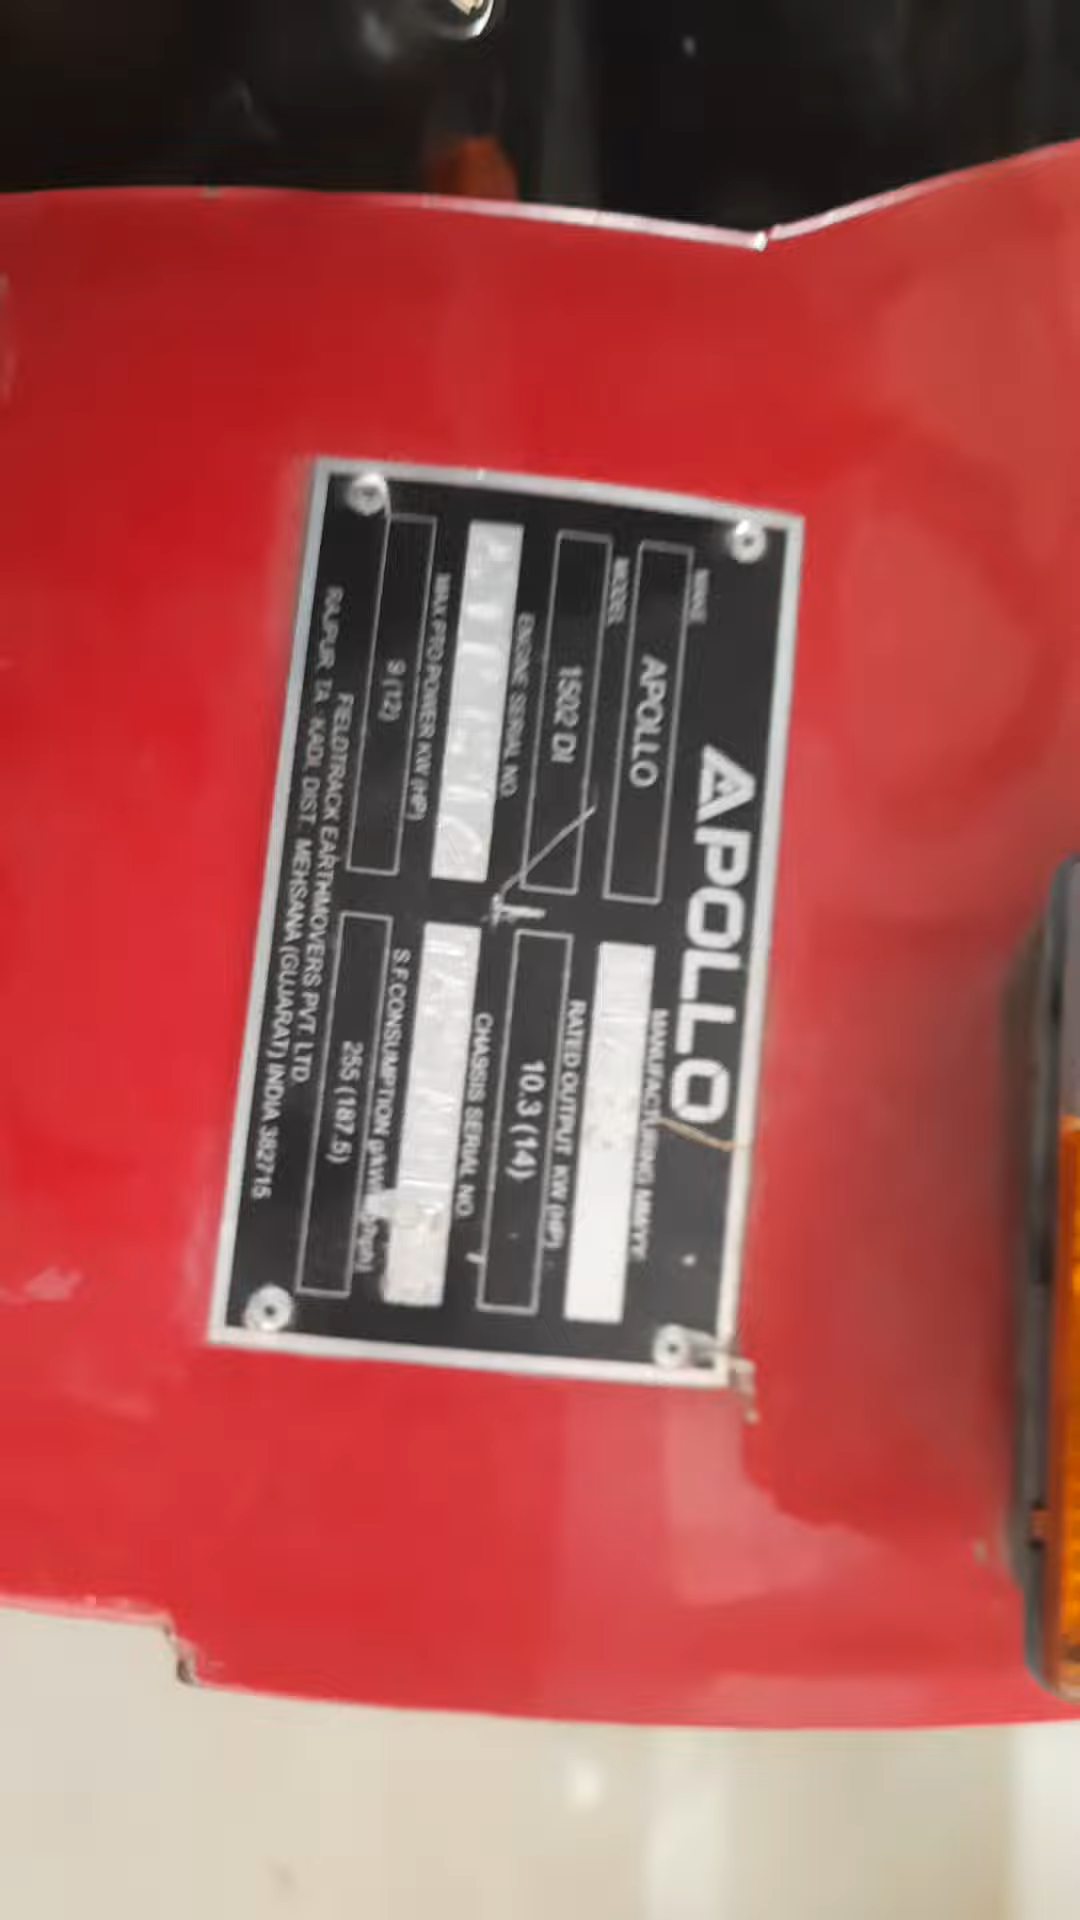 APOLLO
MAKE
APOLLO
MANUFACTURING MM/YY.
MODEL
1502 DI
RATED OUTPUT KW (HP).
10.3 (14)
ENGINE SERIAL NO.
CHASSIS SERIAL NO.
MAX.PTO POWER KW (HP)
9 (12)
S.F.CONSUMPTION
255 (187.5)
FIELDTRACK EARTHMOVERS PVT. LTD.
RAJPUR, TA. KADI, DIST. MEHSANA (GUJARAT) INDIA 382715